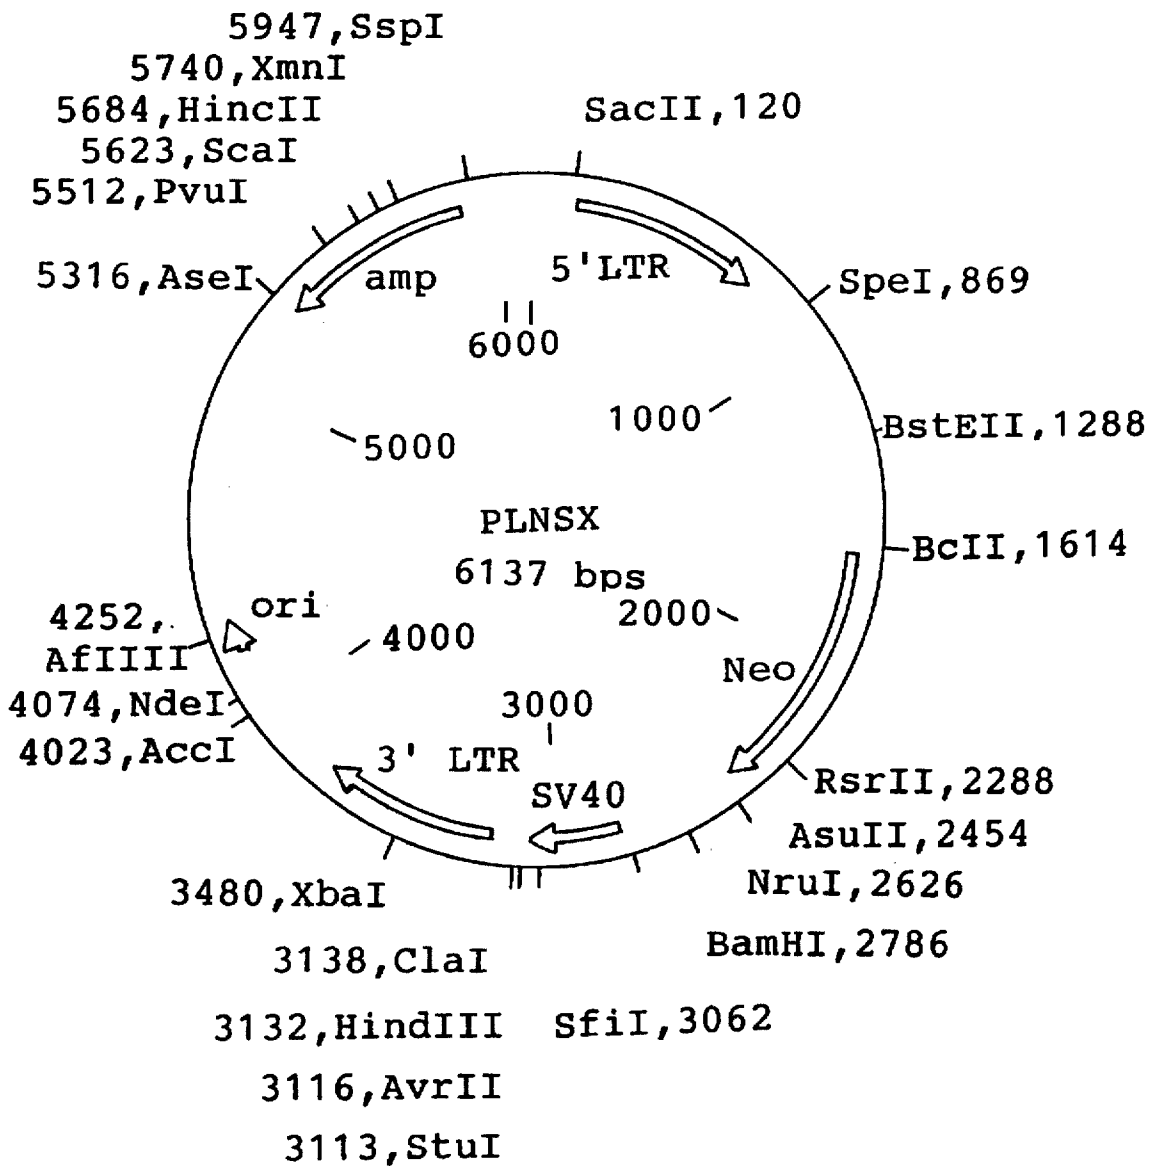 5947,SspI
5740,XmnI
5684,HincII
5623,ScaI
5512,PvuI
5316,AseI
SacII,120
SpeI,869
BstEII,1288
BcII,1614
amp
5'LTR
6000
1000
5000
PLNSX
6137 bps
2000
4000
3000
ori
Neo
3' LTR
SV40
4252,
AfIIII
4074,NdeI
4023,AccI
RsrII,2288
AsuII,2454
NruI,2626
BamHI,2786
3480,XbaI
3138,ClaI
3132,HindIII
SfiI,3062
3116,AvrII
3113,StuI